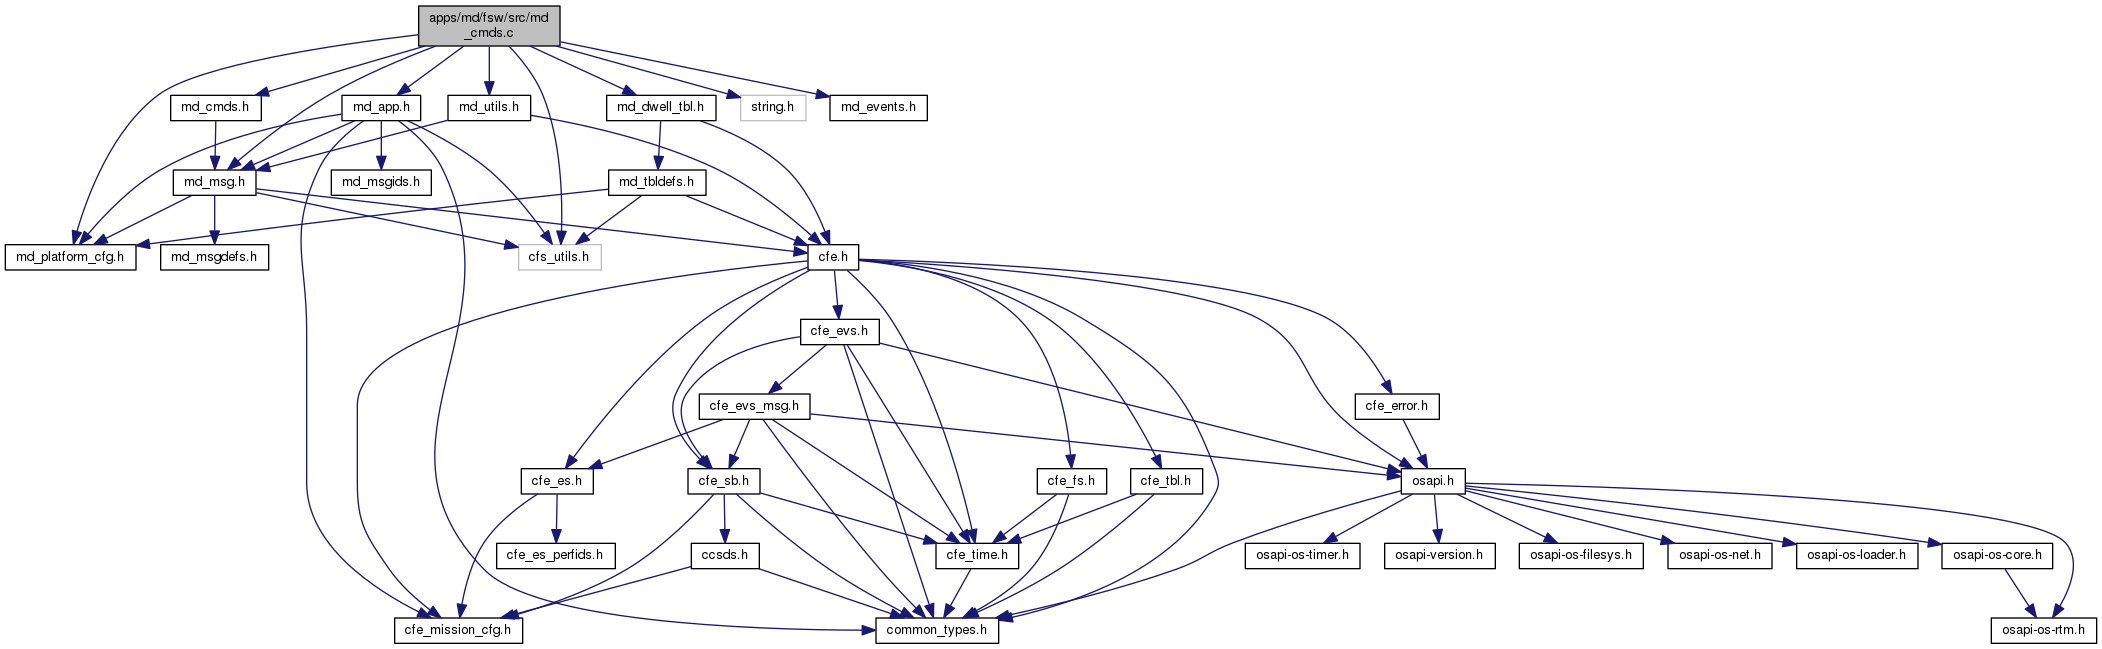 apps/md/fsw/src/md
_cmds.c
md_cmds.h
md_app.h
md_utils.h
md_dwell_tbl.h
string.h
md_events.h
md_msg.h
md_msgids.h
md_tbldefs.h
md_platform_cfg.h
md_msgdefs.h
cfs_utils.h
cfe.h
cfe_evs.h
cfe_evs_msg.h
cfe_error.h
cfe_es.h
cfe_sb.h
cfe_fs.h
cfe_tbl.h
osapi.h
cfe_es_perfids.h
ccsds.h
cfe_time.h
osapi-os-timer.h
osapi-version.h
osapi-os-filesys.h
osapi-os-net.h
osapi-os-loader.h
osapi-os-core.h
cfe_mission_cfg.h
common_types.h
osapi-os-rtm.h